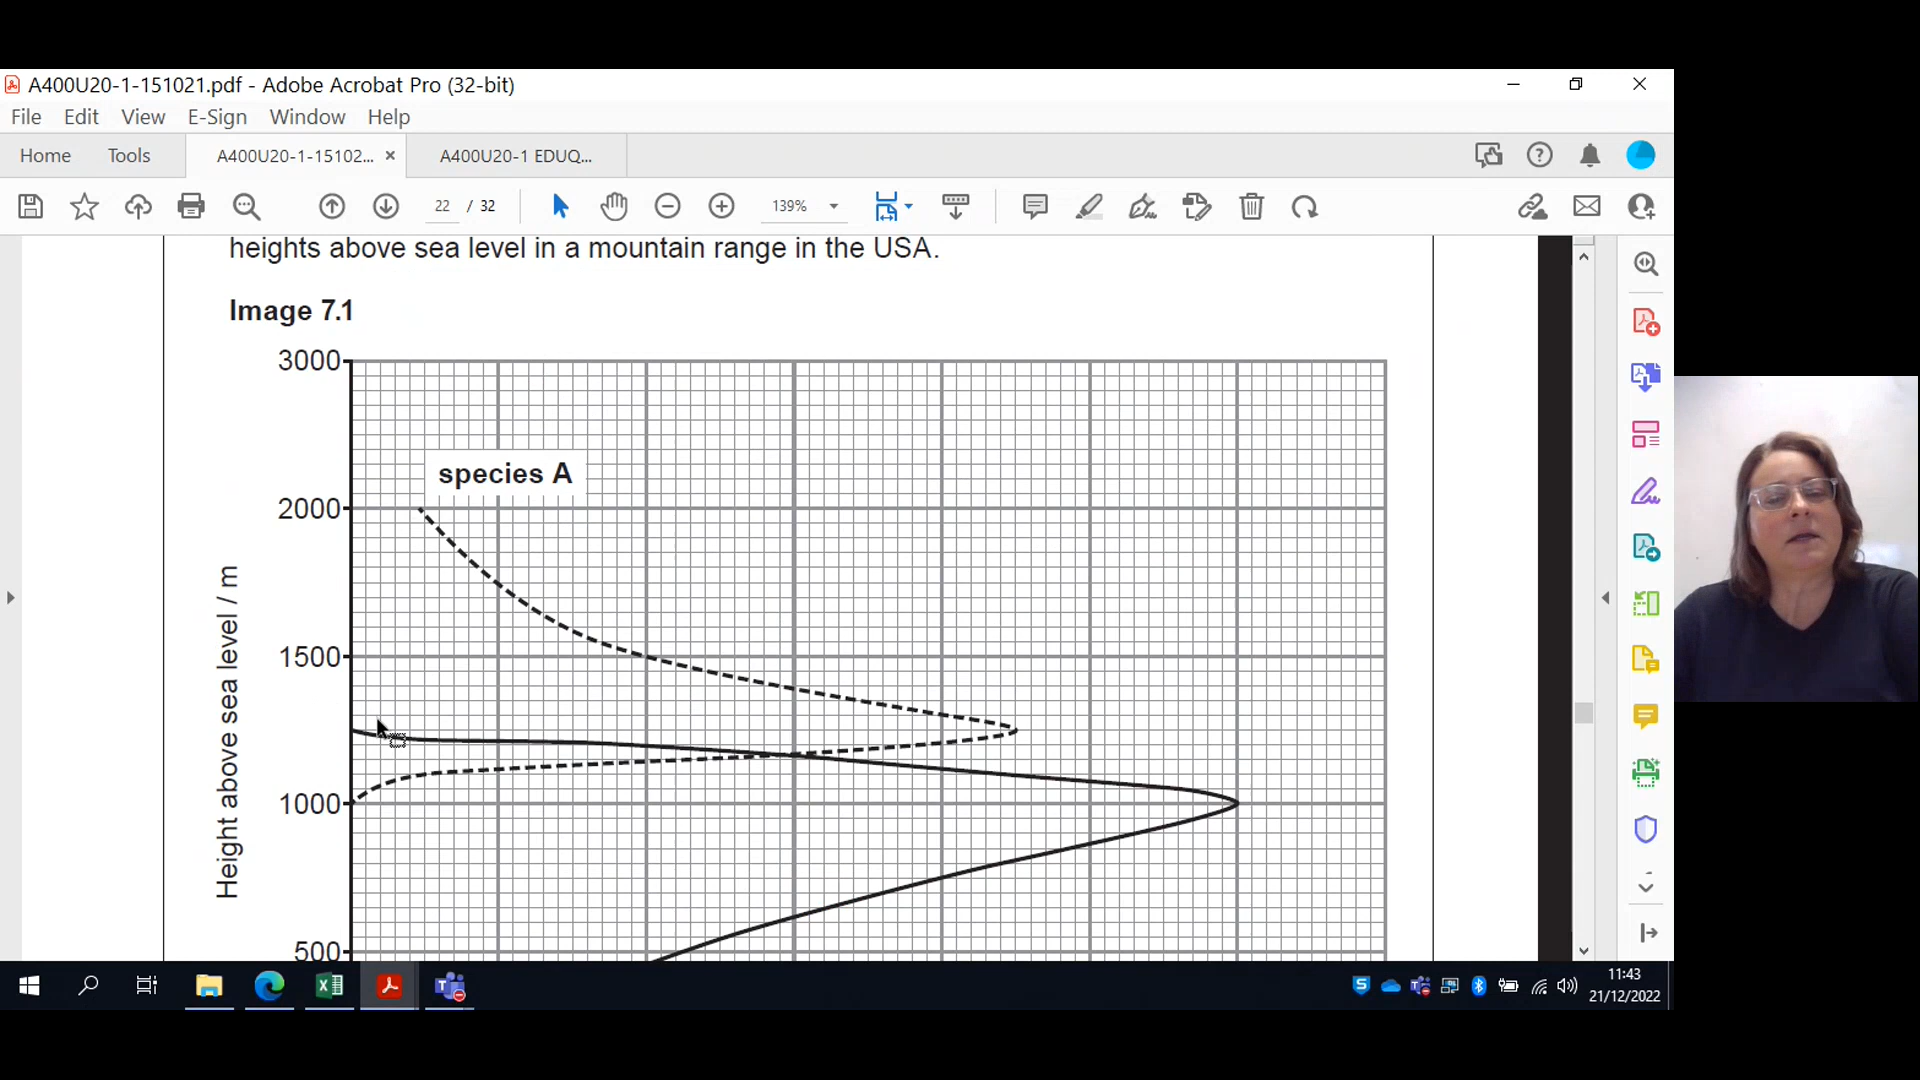 A400U20-1-151021.pdf - Adobe Acrobat Pro (32-bit)
File Edit View E-Sign Window Help
Home Tools A400U20-1-15102... × A400U20-1 EDUQ...
22 / 32 139%
heights above sea level in a mountain range in the USA.
Image 7.1
3000
species A
2000
Height above sea level / m
1500
1000
500
11:43
21/12/2022